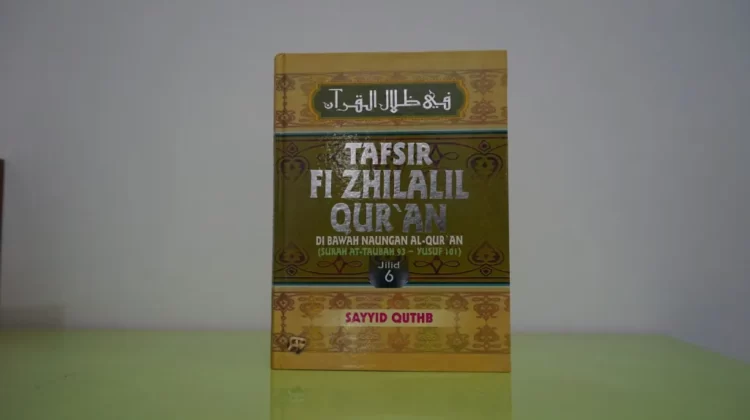 في ظلال القرآن
TAFSIR
FI ZHILALIL
QUR`AN
DI BAWAH NAUNGAN AL-QUR`AN
(SURAH AT-TAUBAH 93 – YUSUF 101)
Jilid
6
SAYYID QUTHB